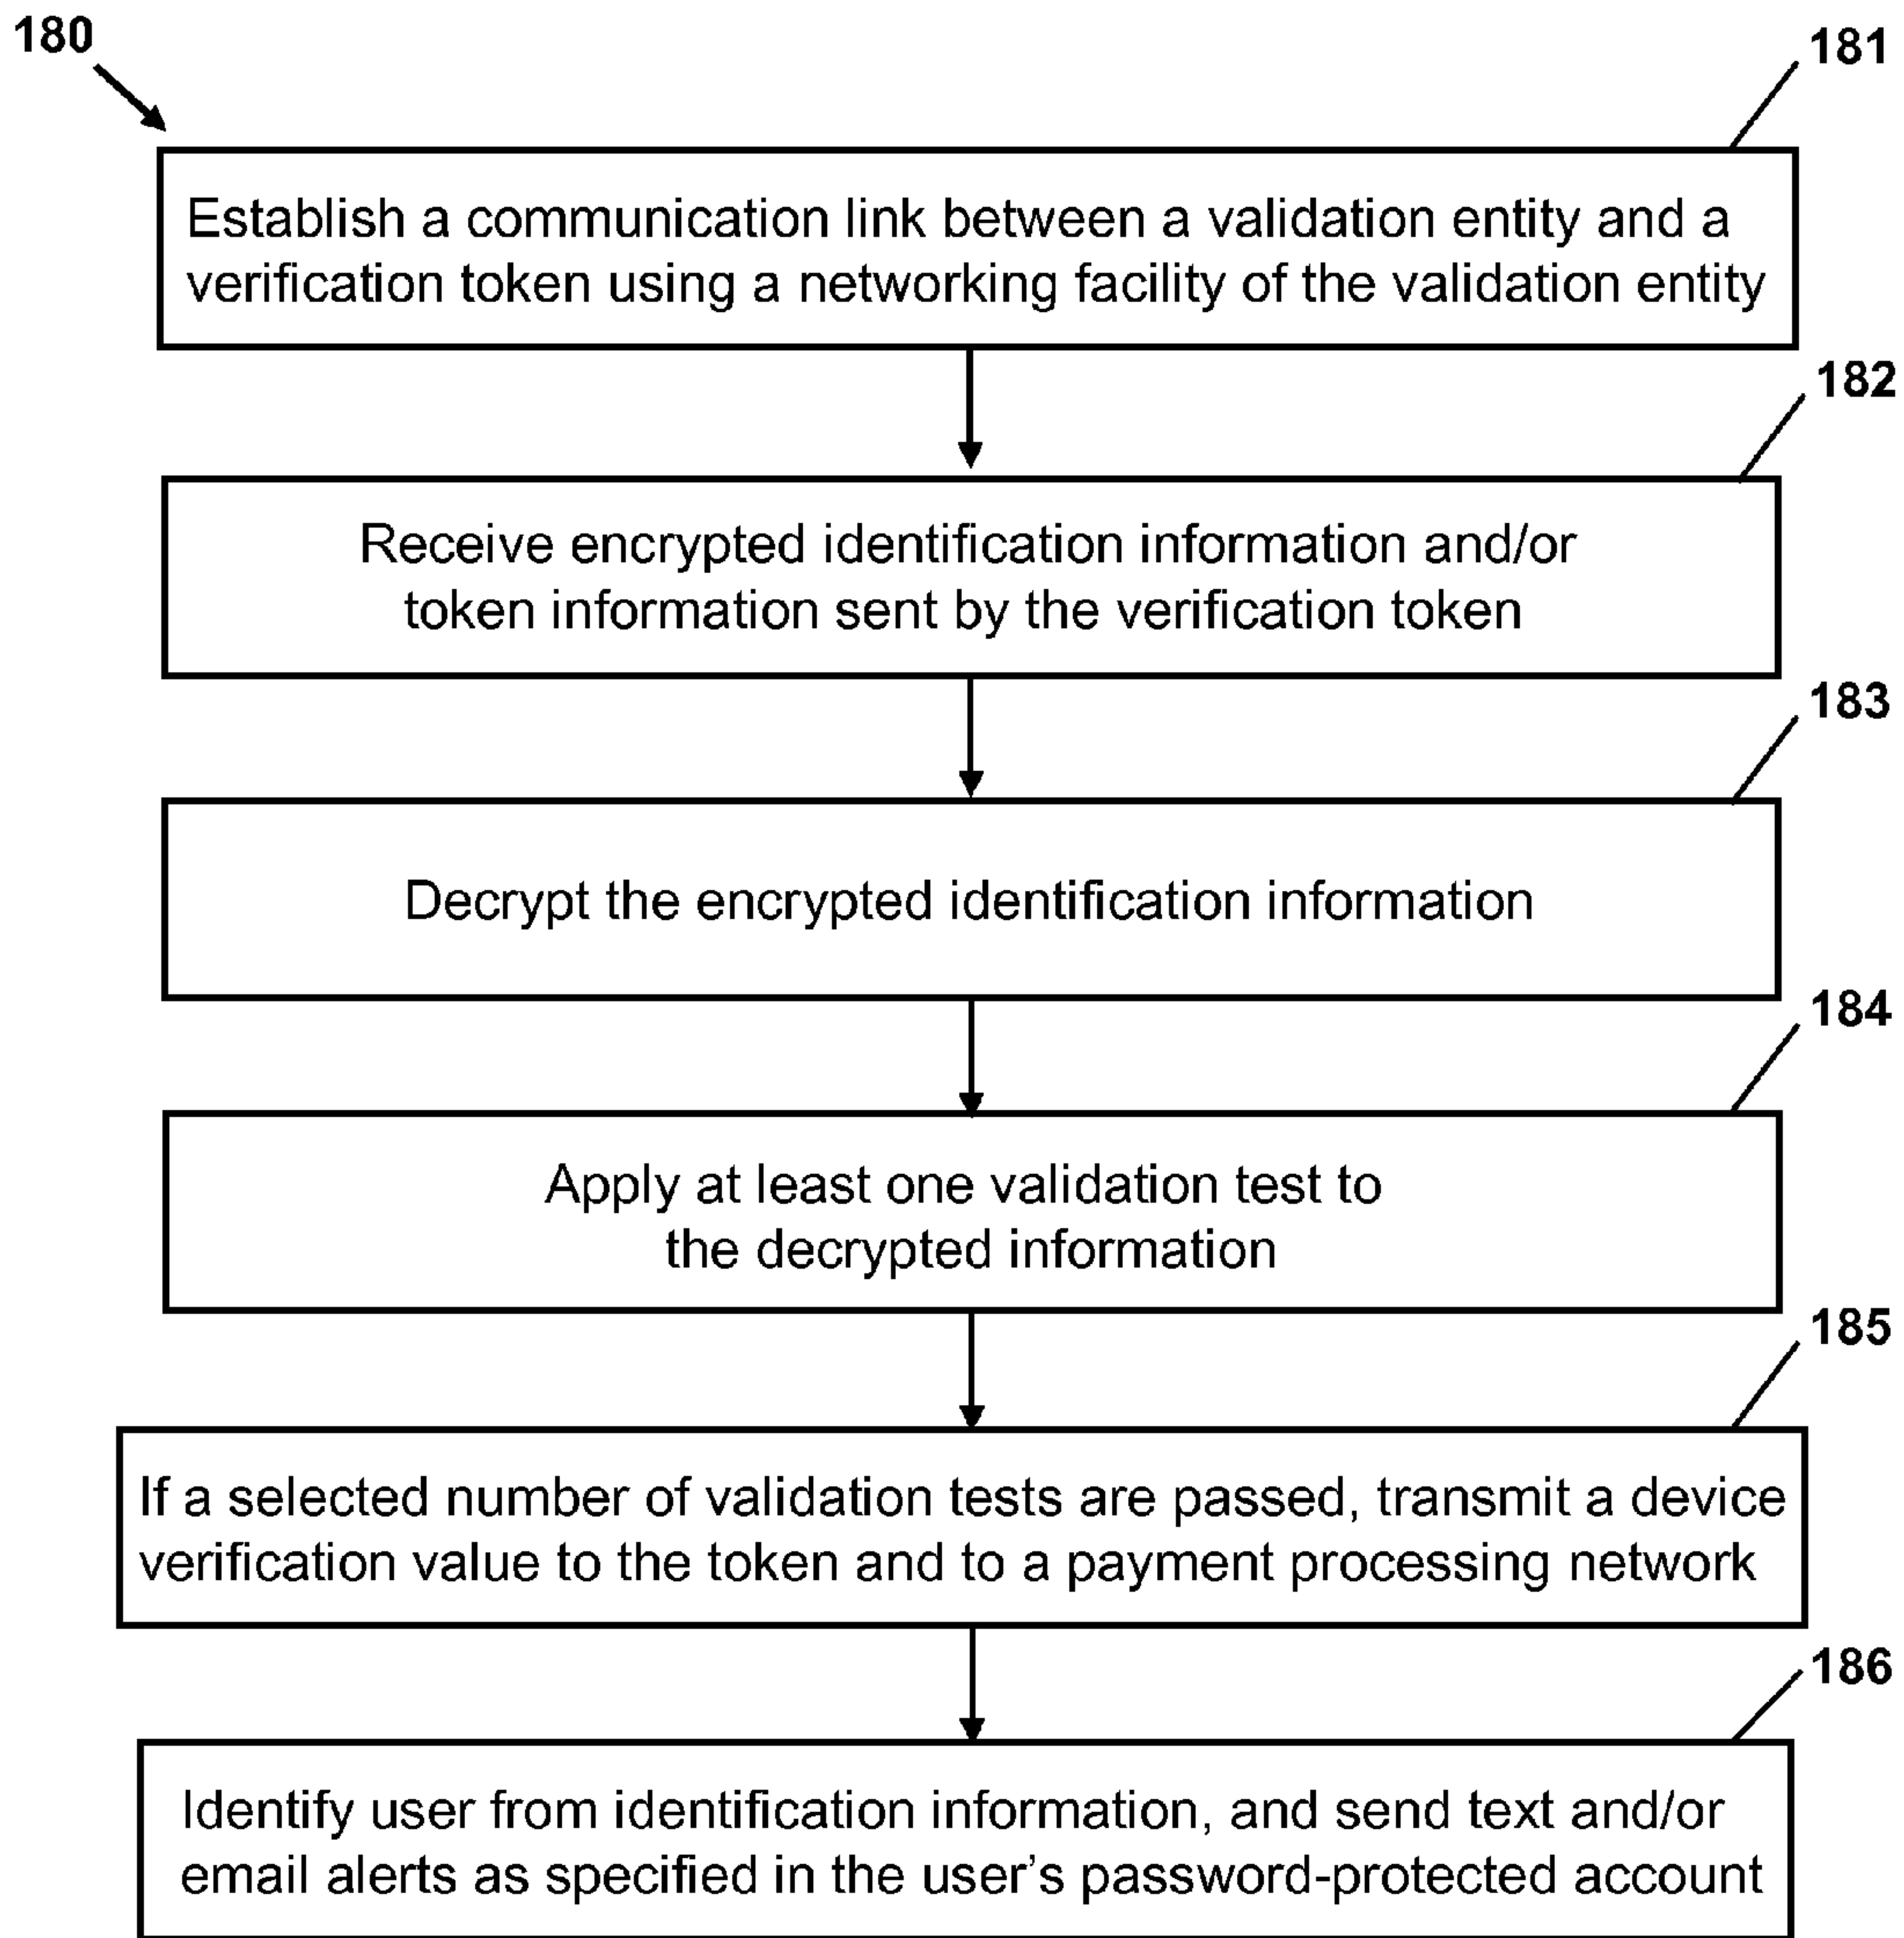 180
181
Establish a communication link between a validation entity and a
verification token using a networking facility of the validation entity
182
Receive encrypted identification information and/or
token information sent by the verification token
183
Decrypt the encrypted identification information
184
Apply at least one validation test to
the decrypted information
185
If a selected number of validation tests are passed, transmit a device
verification value to the token and to a payment processing network
186
Identify user from identification information, and send text and/or
email alerts as specified in the user’s password-protected account